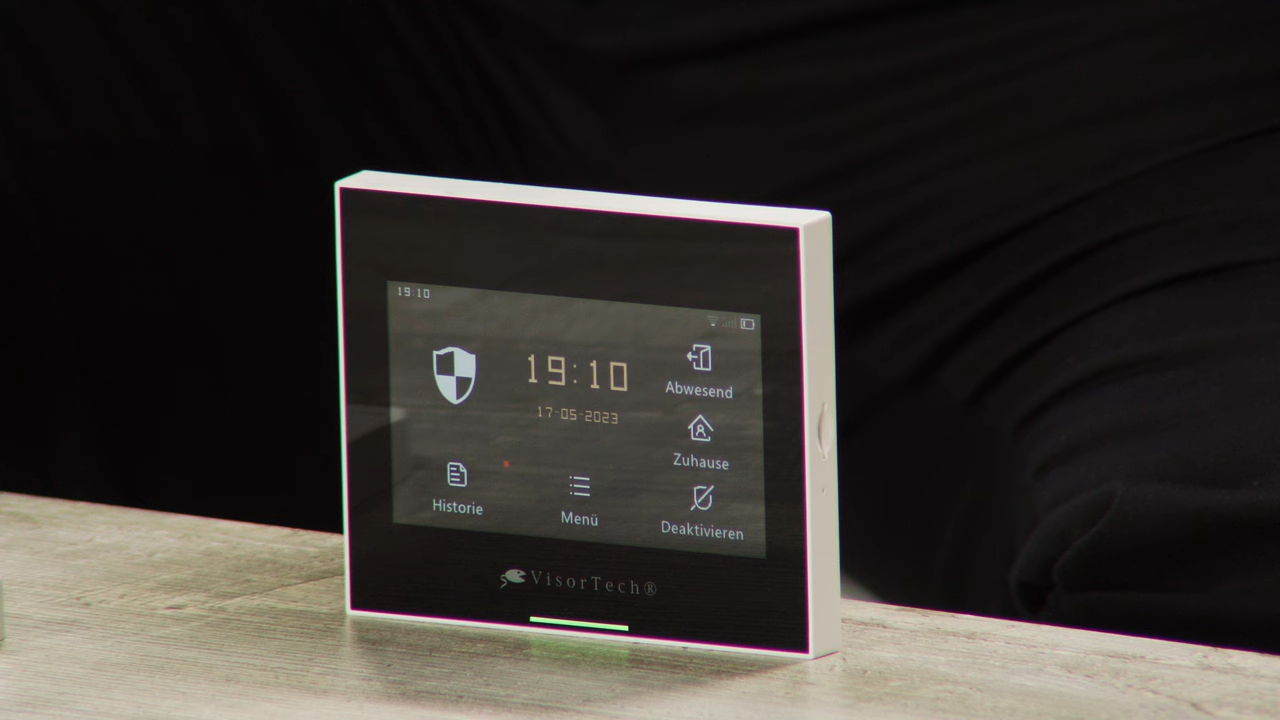 19:10
19:10
17-05-2023
Abwesend
Zuhause
Deaktivieren
Historie
Menü
VisorTech®